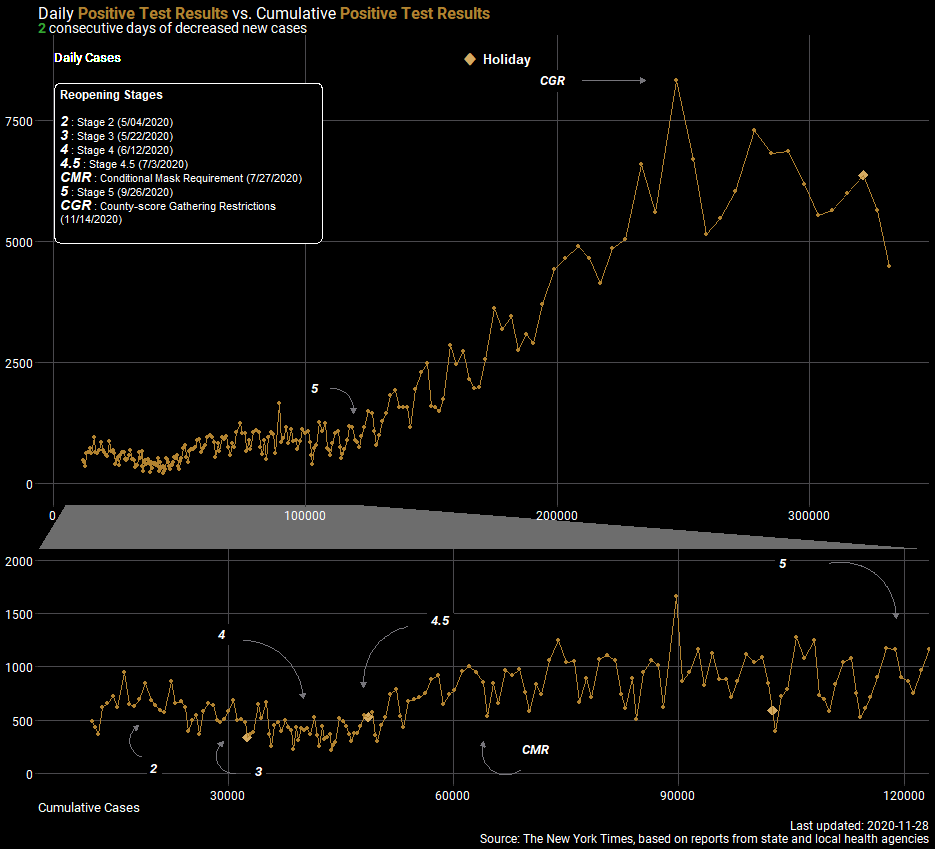 Daily Positive Test Results vs. Cumulative Positive Test Results
2 consecutive days of decreased new cases
Daily Cases
Holiday
CGR
Reopening Stages
2 : Stage 2 (5/04/2020)
3 : Stage 3 (5/22/2020)
4 : Stage 4 (6/12/2020)
4.5 : Stage 4.5 (7/3/2020)
CMR : Conditional Mask Requirement (7/27/2020)
5 : Stage 5 (9/26/2020)
CGR : County-score Gathering Restrictions
(11/14/2020)
7500
5000
2500
5
0
0 100000 200000 300000
2000
5
1500
4.5
4
1000
500
CMR
2
3
0
30000 60000 90000 120000
Cumulative Cases
Last updated: 2020-11-28
Source: The New York Times, based on reports from state and local health agencies